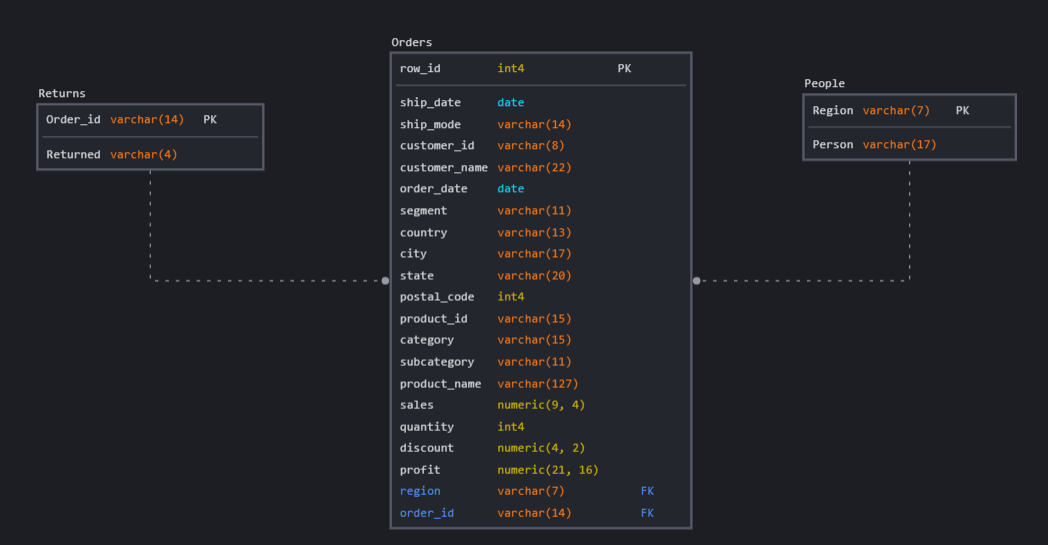 Returns
Order_id varchar(14) PK
Returned varchar(4)
Orders
row_id int4 PK
ship_date date
ship_mode varchar(14)
customer_id varchar(8)
customer_name varchar(22)
order_date date
segment varchar(11)
country varchar(13)
city varchar(17)
state varchar(20)
postal_code int4
product_id varchar(15)
category varchar(15)
subcategory varchar(11)
product_name varchar(127)
sales numeric(9, 4)
quantity int4
discount numeric(4, 2)
profit numeric(21, 16)
region varchar(7) FK
order_id varchar(14) FK
People
Region varchar(7) PK
Person varchar(17)